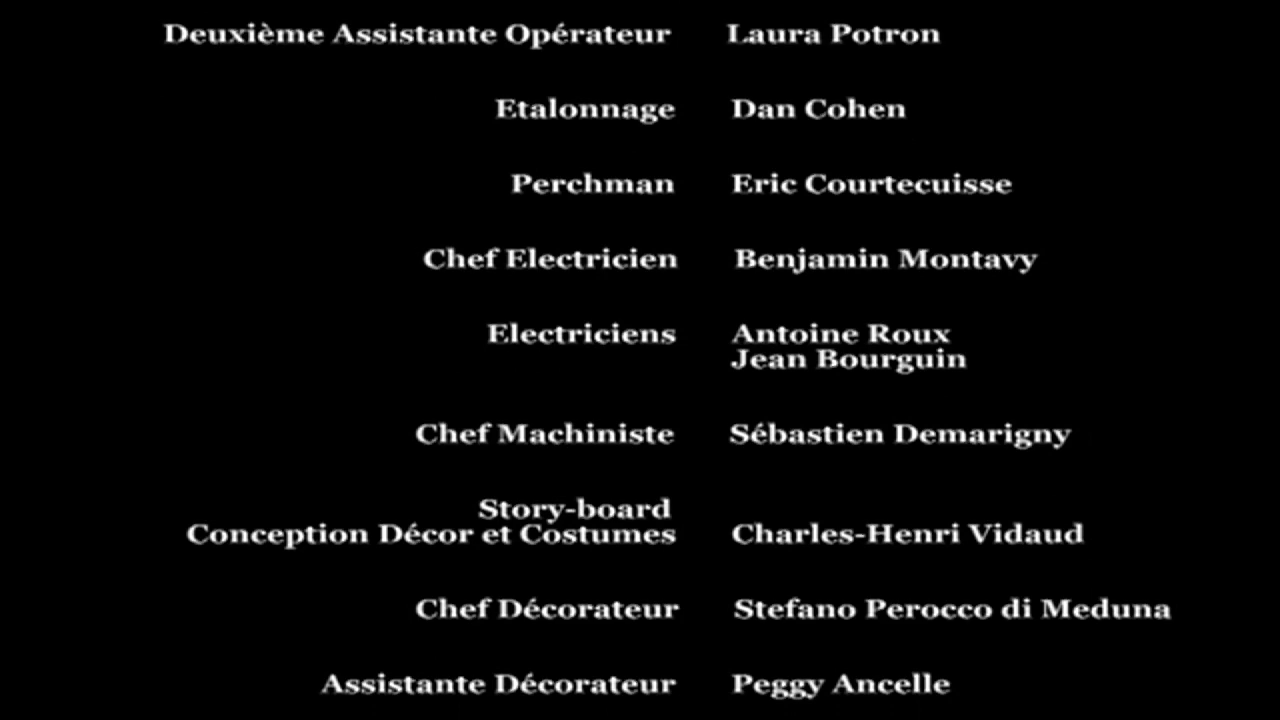 Deuxième Assistante Opérateur Laura Potron
Etalonnage Dan Cohen
Perchman Eric Courtecuisse
Chef Electricien Benjamin Montavy
Electriciens Antoine Roux
Jean Bourguin
Chef Machiniste Sébastien Demarigny
Story-board
Conception Décor et Costumes Charles-Henri Vidaud
Chef Décorateur Stefano Perocco di Meduna
Assistante Décorateur Peggy Ancelle